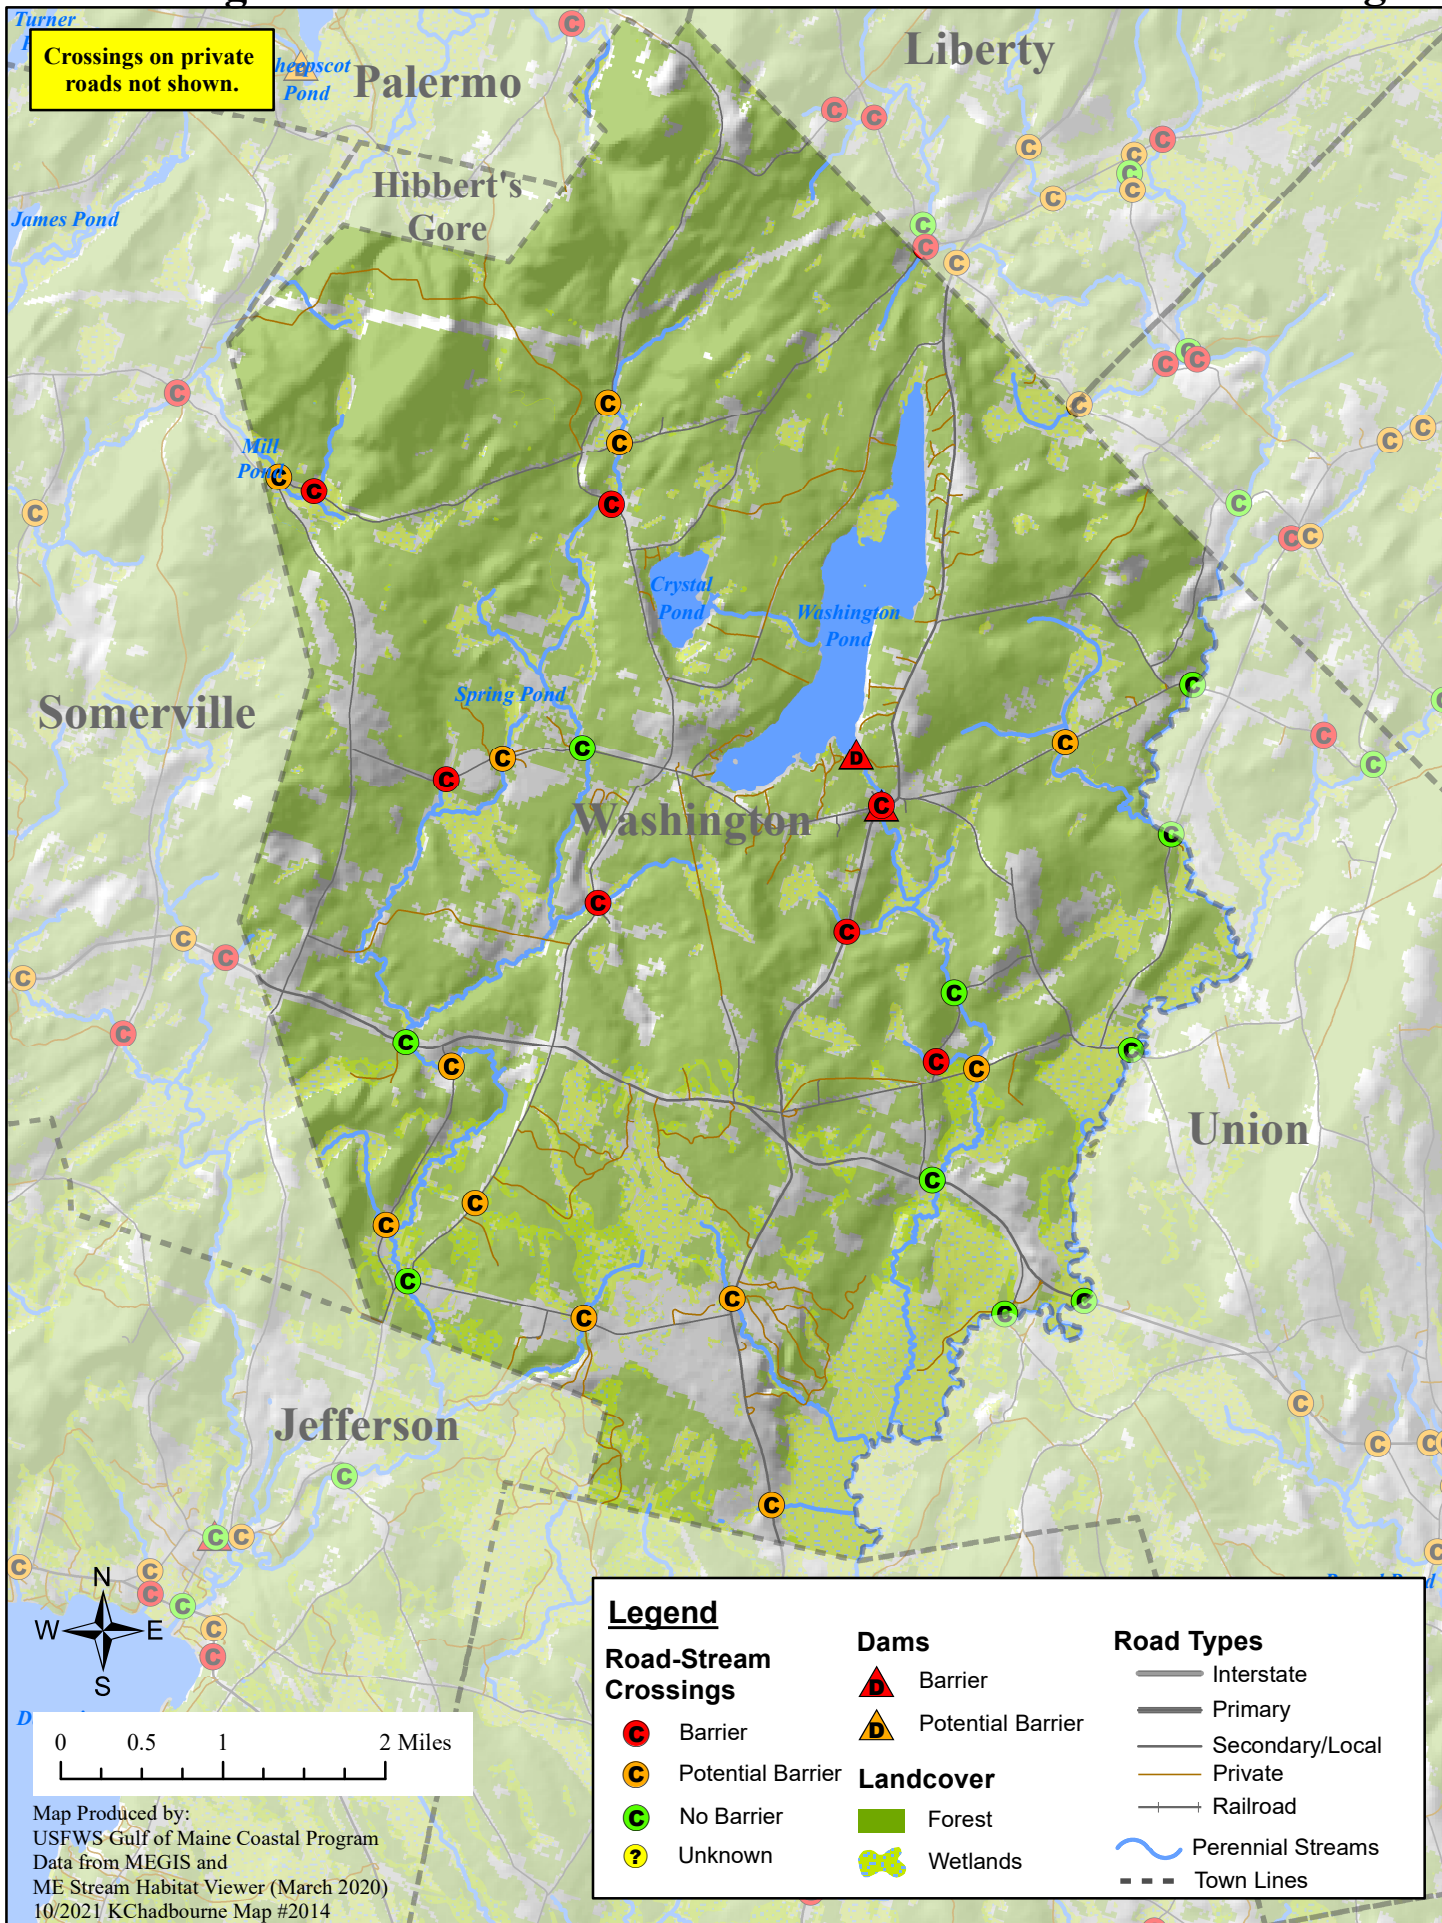 Turner
Crossings on private
roads not shown.
heepscot
Pond
D
Palermo
Liberty
Hibbert's
Gore
James Pond
Mill
Pond
Crystal
Pond
Washington
Pond
Spring Pond
Somerville
Washington
Union
Jefferson
N
W E
S
0 0.5 1 2 Miles
Map Produced by:
USFWS Gulf of Maine Coastal Program
Data from MEGIS and
ME Stream Habitat Viewer (March 2020)
10/2021 KChadbourne Map #2014
Legend
Road-Stream
Crossings
C Barrier
C Potential Barrier
C No Barrier
? Unknown
Dams
D Barrier
D Potential Barrier
Landcover
Forest
Wetlands
Road Types
Interstate
Primary
Secondary/Local
Private
Railroad
Perennial Streams
Town Lines